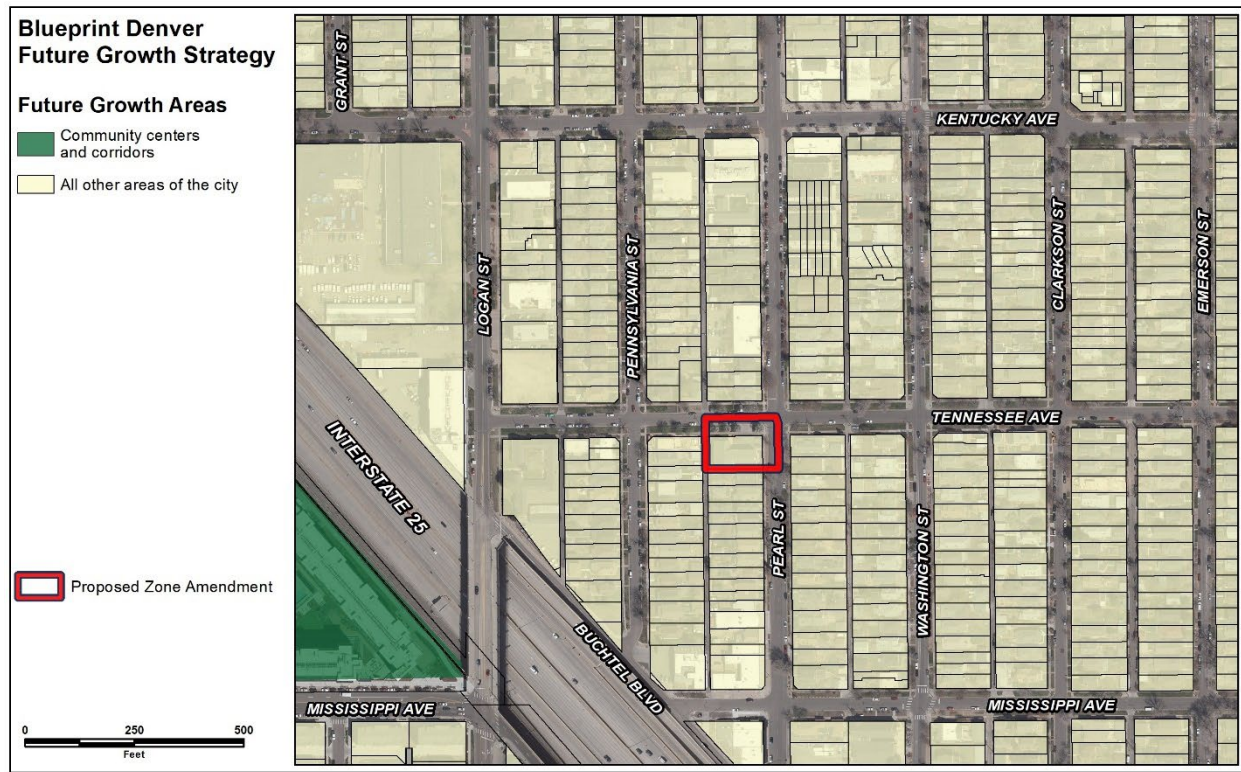 Blueprint Denver
Future Growth Strategy
Future Growth Areas
Community centers
and corridors
All other areas of the city
Proposed Zone Amendment
0 250 500
Feet
GRANT ST
KENTUCKY AVE
LOGAN ST
PENNSYLVANIA ST
CLARKSON ST
EMERSON ST
TENNESSEE AVE
INTERSTATE 25
PEARL ST
WASHINGTON ST
BUCHTEL BLVD
MISSISSIPPI AVE
MISSISSIPPI AVE